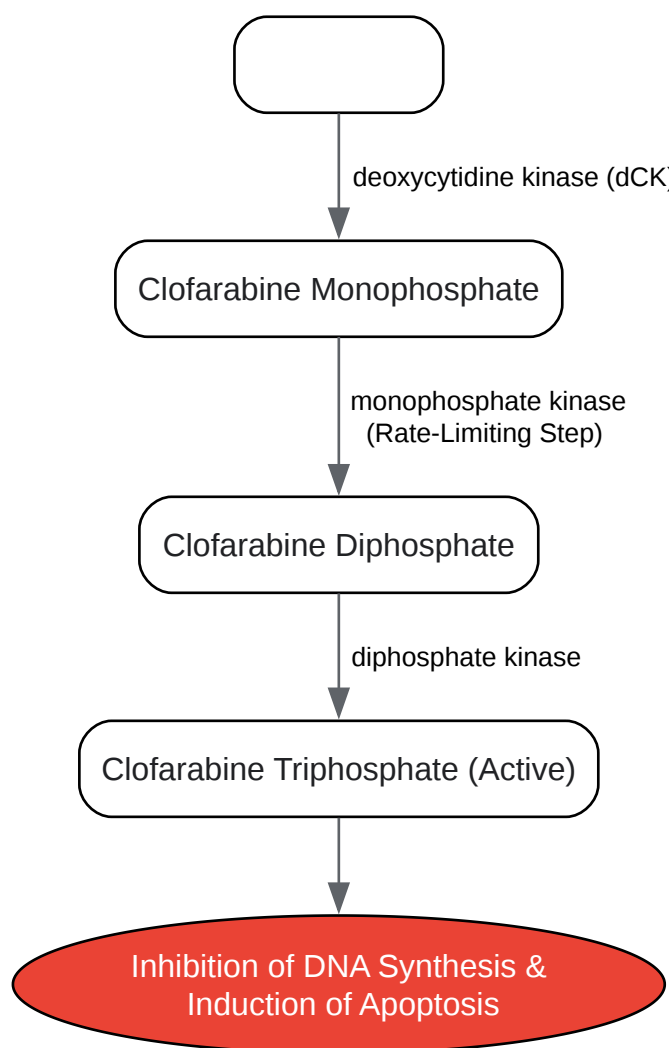 deoxycytidine kinase (dCK)
Clofarabine Monophosphate
monophosphate kinase
(Rate-Limiting Step)
Clofarabine Diphosphate
diphosphate kinase
Clofarabine Triphosphate (Active)
Inhibition of DNA Synthesis &
Induction of Apoptosis